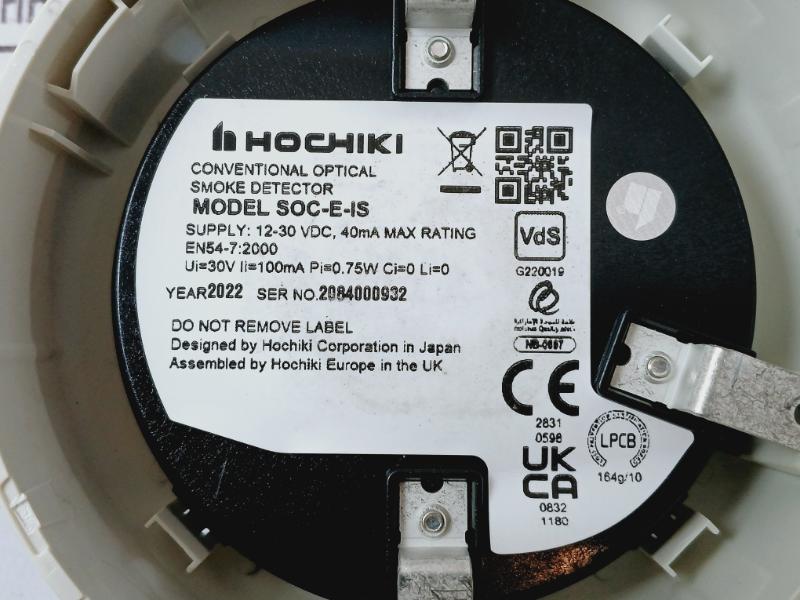 HOCHIKI
CONVENTIONAL OPTICAL
SMOKE DETECTOR
MODEL SOC-E-IS
SUPPLY: 12-30 VDC, 40mA MAX RATING
EN54-7:2000
Ui=30V Ii=100mA Pi=0.75W Ci=0 Li=0
YEAR2022 SER NO.2084000932
DO NOT REMOVE LABEL
Designed by Hochiki Corporation in Japan
Assembled by Hochiki Europe in the UK
VdS
G220019
CE
2831
0598
UK
CA
0832
1180
LPCB
164g/10